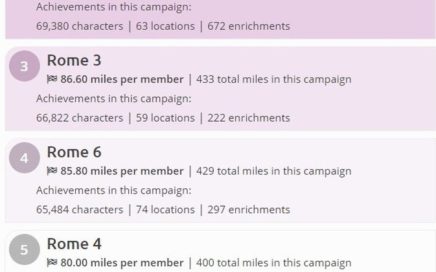 Achievements in this campaign:
69,380 characters | 63 locations | 672 enrichments
3
Rome 3
86.60 miles per member | 433 total miles in this campaign
Achievements in this campaign:
66,822 characters | 59 locations | 222 enrichments
4
Rome 6
85.80 miles per member | 429 total miles in this campaign
Achievements in this campaign:
65,484 characters | 74 locations | 297 enrichments
5
Rome 4
80.00 miles per member | 400 total miles in this campaign